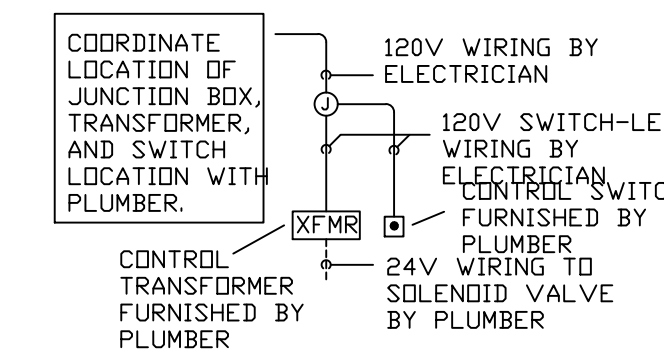 COORDINATE
LOCATION OF
JUNCTION BOX,
TRANSFORMER,
AND SWITCH
LOCATION WITH
PLUMBER.
120V WIRING BY
ELECTRICIAN
J
120V SWITCH-LE
WIRING BY
ELECTRICIAN
CONTROL SWITC
FURNISHED BY
PLUMBER
XFMR
CONTROL
TRANSFORMER
FURNISHED BY
PLUMBER
24V WIRING TO
SOLENOID VALVE
BY PLUMBER